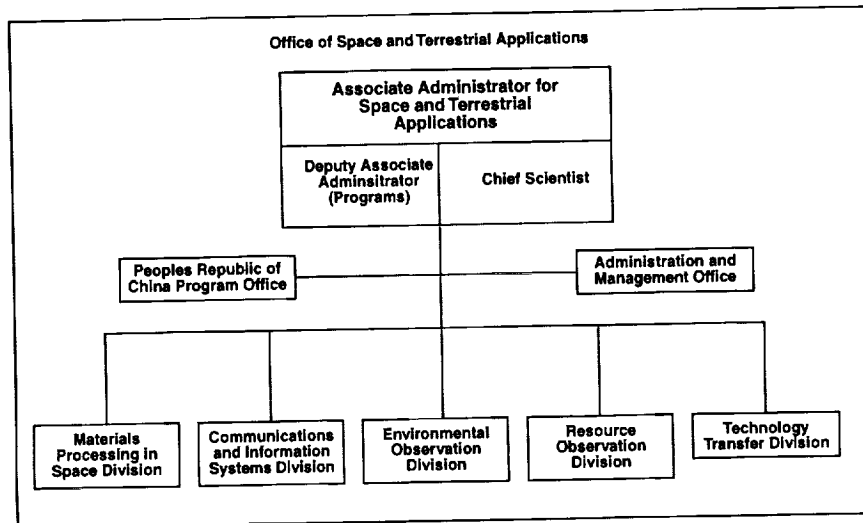 Office of Space and Terrestrial Applications
Associate Administrator for
Space and Terrestrial
Applications
Deputy Associate
Adminsitrator
(Programs)
Chief Scientist
Peoples Republic of
China Program Office
Administration and
Management Office
Materials
Processing in
Space Division
Communications
and Information
Systems Division
Environmental
Observation
Division
Resource
Observation
Division
Technology
Transfer Division